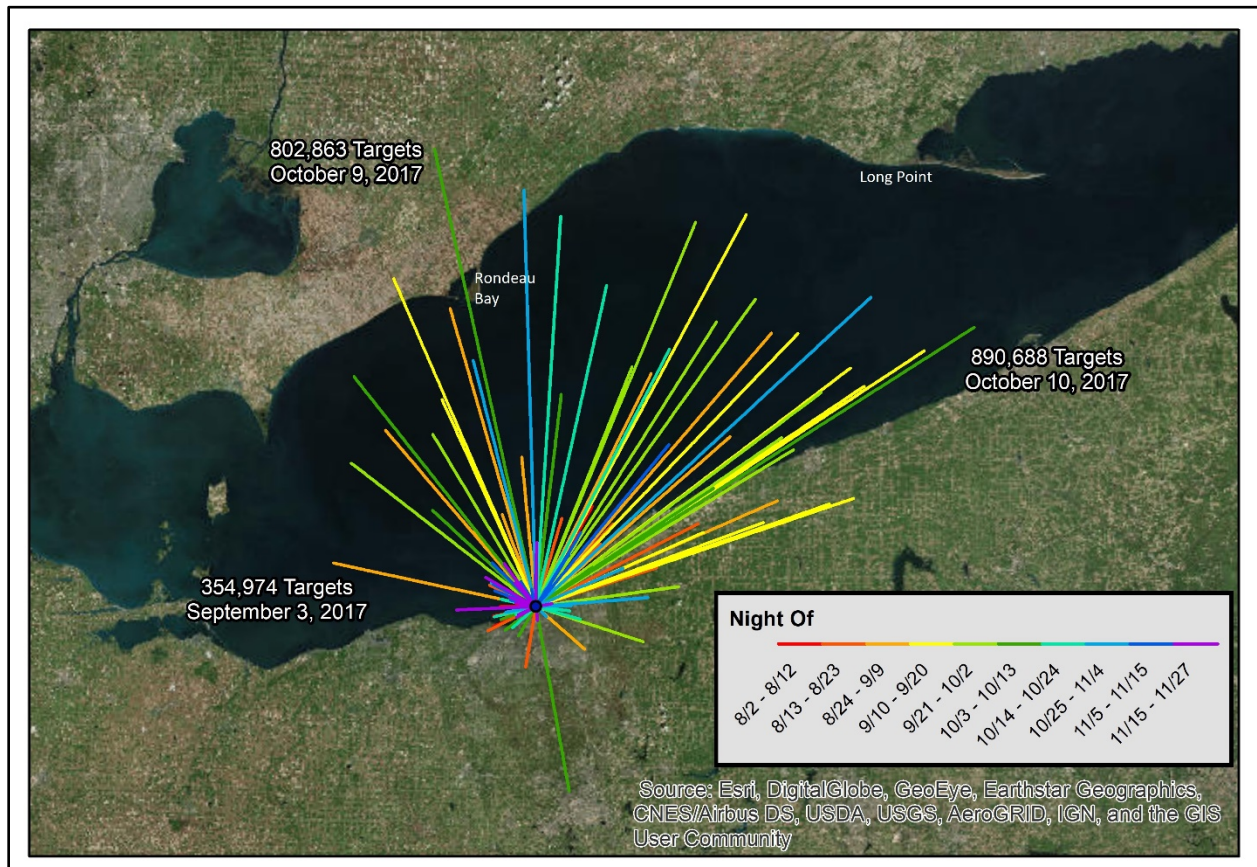 802,863 Targets
October 9, 2017
Long Point
Rondeau
Bay
890,688 Targets
October 10, 2017
354,974 Targets
September 3, 2017
Night Of
8/2 - 8/12
8/13 - 8/23
8/24 - 9/9
9/10 - 9/20
9/21 - 10/2
10/3 - 10/13
10/14 - 10/24
10/25 - 11/4
11/5 - 11/15
11/15 - 11/27
Source: Esri, DigitalGlobe, GeoEye, Earthstar Geographics,
CNES/Airbus DS, USDA, USGS, AeroGRID, IGN, and the GIS
User Community